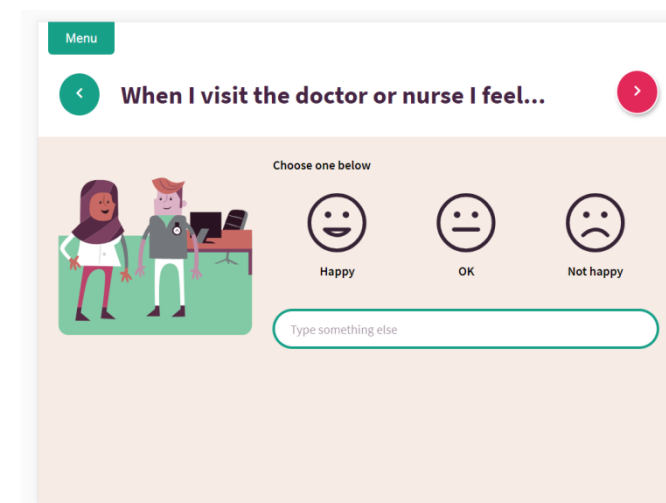 Menu
When I visit the doctor or nurse I feel...
Choose one below
Happy OK Not happy
Type something else